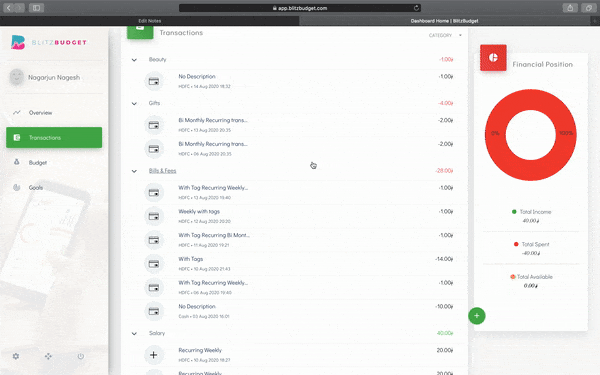 app.blitzbudget.com
Edit Notes
Dashboard Home | BlitzBudget
BLITZBUDGET
Nagarjun Nagesh
Overview
Transactions
Budget
Goals
Transactions
CATEGORY
Beauty -1.00
No Description -1.00
HDFC • 14 Aug 2020 18:32
Gifts -4.00
Bi Monthly Recurring trans... -2.00
HDFC • 13 Aug 2020 20:35
Bi Monthly Recurring trans... -2.00
HDFC • 06 Aug 2020 20:35
Bills & Fees -28.00
With Tag Recurring Weekly... -1.00
HDFC • 13 Aug 2020 19:40
Weekly with tags -1.00
HDFC • 12 Aug 2020 20:20
With Tag Recurring Bi Mont... -1.00
HDFC • 11 Aug 2020 19:21
With Tags -14.00
HDFC • 10 Aug 2020 21:43
With Tag Recurring Weekly... -1.00
HDFC • 06 Aug 2020 19:40
No Description -10.00
Cash • 03 Aug 2020 16:01
Salary 40.00
Recurring Weekly 20.00
HDFC • 10 Aug 2020 18:27
Recurring Weekly 20.00
Financial Position
0% 100%
Total Income
40.00
Total Spent
-40.00
Total Available
0.00